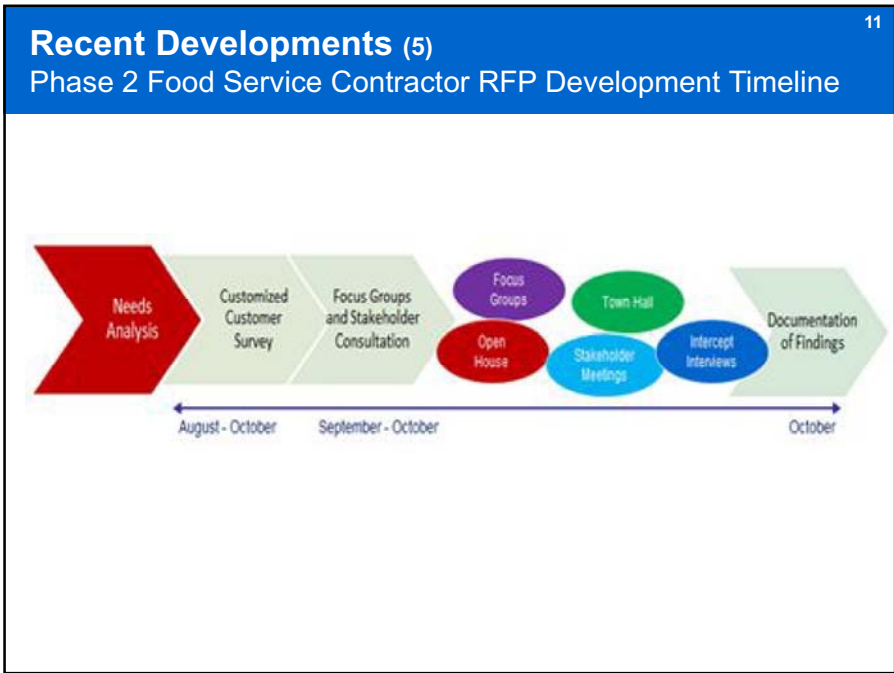 11
Recent Developments (5)
Phase 2 Food Service Contractor RFP Development Timeline
Needs
Analysis
Customized
Customer
Survey
Focus Groups
and Stakeholder
Consultation
Focus
Groups
Open
House
Town Hall
Stakeholder
Meetings
Intercept
Interviews
Documentation
of Findings
August - October
September - October
October